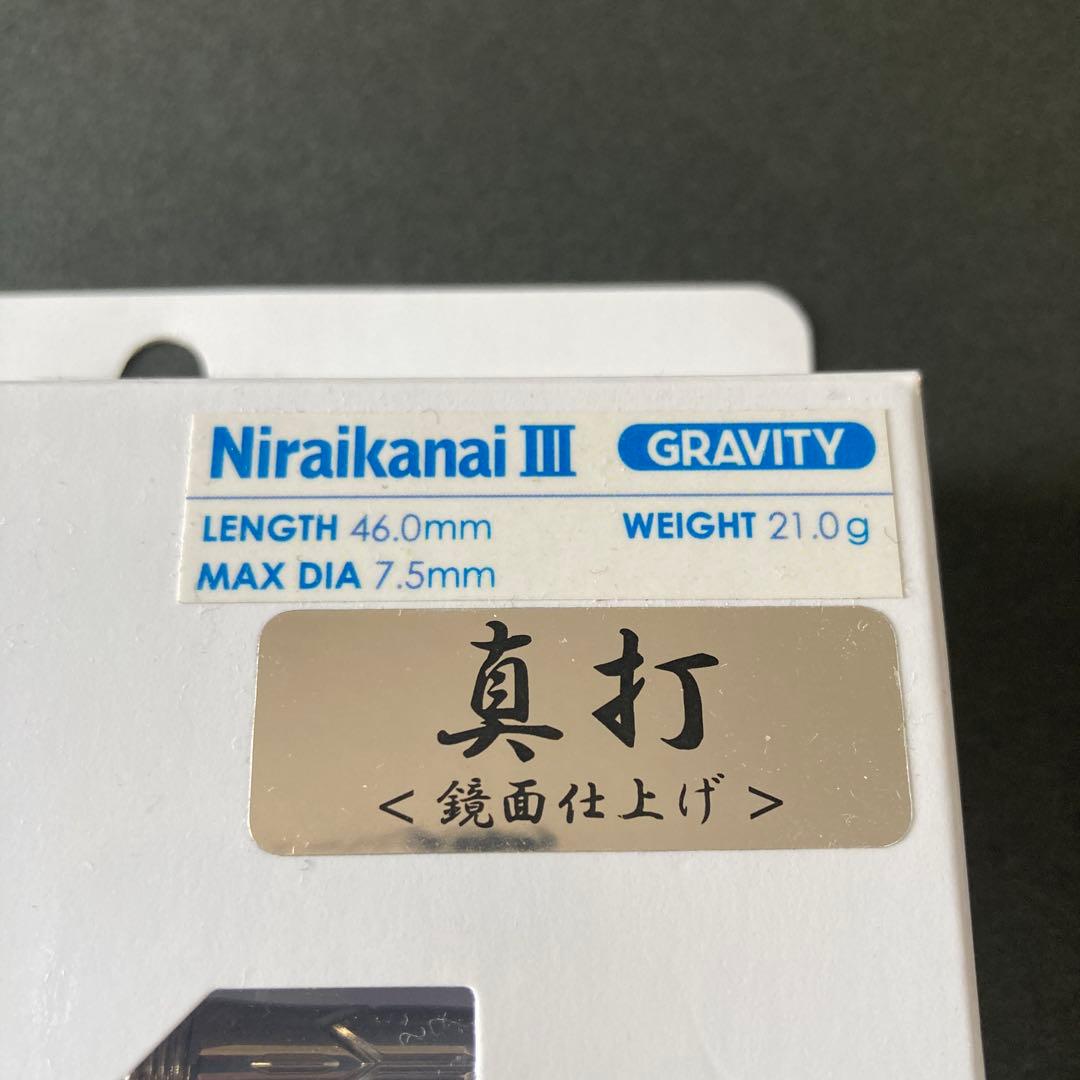 Niraikanai III GRAVITY
LENGTH 46.0mm WEIGHT 21.0g
MAX DIA 7.5mm
真打
<鏡面仕上げ>